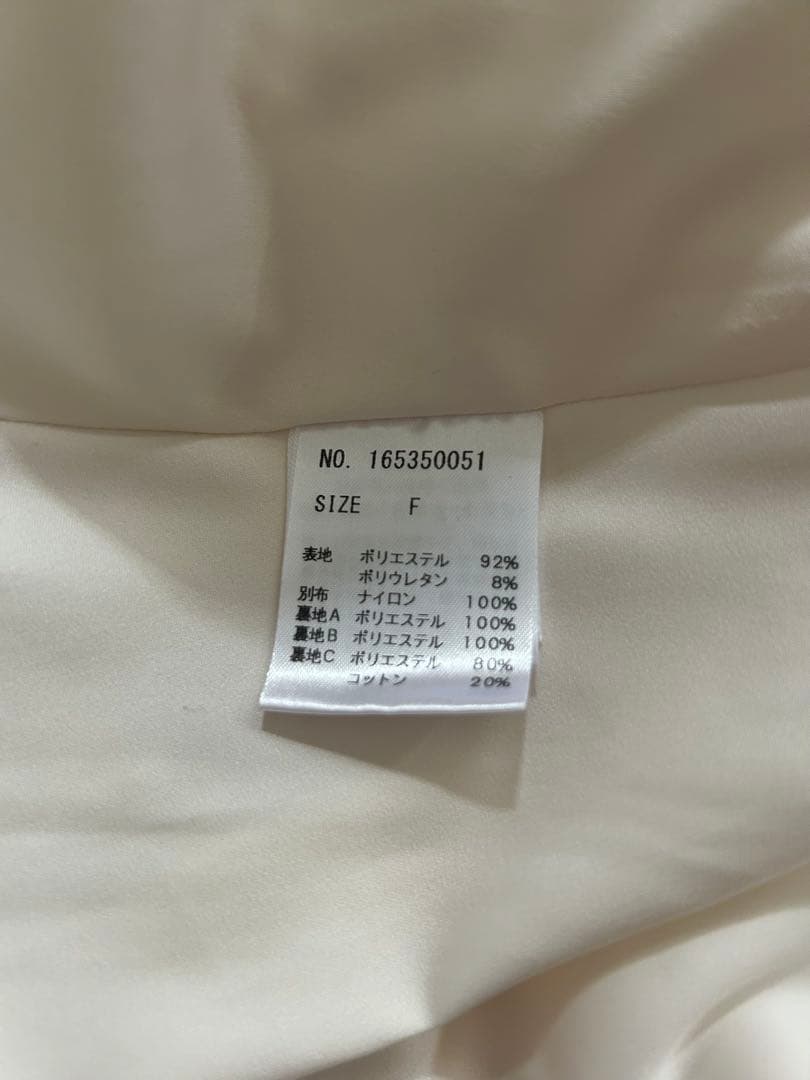 NO. 165350051
SIZE F
表地 ポリエステル 92%
ポリウレタン 8%
別布 ナイロン 100%
裏地A ポリエステル 100%
裏地B ポリエステル 100%
裏地C ポリエステル 80%
コットン 20%